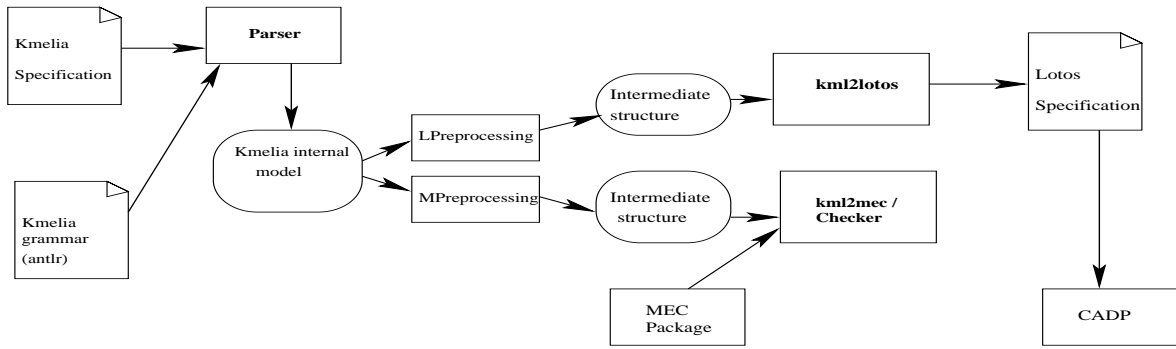 Kmelia
Specification
Parser
Kmelia
grammar
(antlr)
Kmelia internal
model
LPreprocessing
MPreprocessing
Intermediate
structure
Intermediate
structure
kml2lotos
kml2mec /
Checker
MEC
Package
Lotos
Specification
CADP